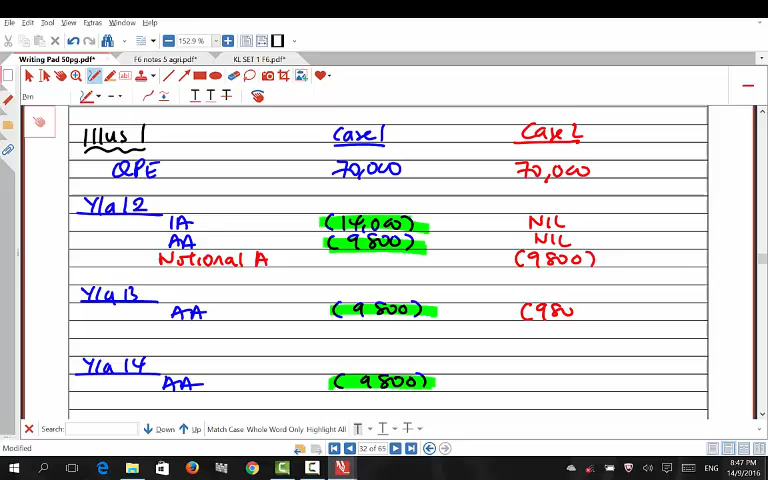 File Edit View Tools Extras Window Help
152.9%
Writing Pad 50pg.pdf* F6 notes 5 agri.pdf* KL SET 1 F6.pdf*
Pen
Illus 1 Case 1 Case 2
QPE 70,000 70,000
Y/a 12
IA (14,000) NIL
AA (9800) NIL
Notional A (9800)
Y/a 13
AA (9800) (980
Y/a 14
AA (9800)
Search: Down Up Match Case Whole Word Only Highlight All
Modified 32 of 65
ENG 8:47 PM
14/9/2016